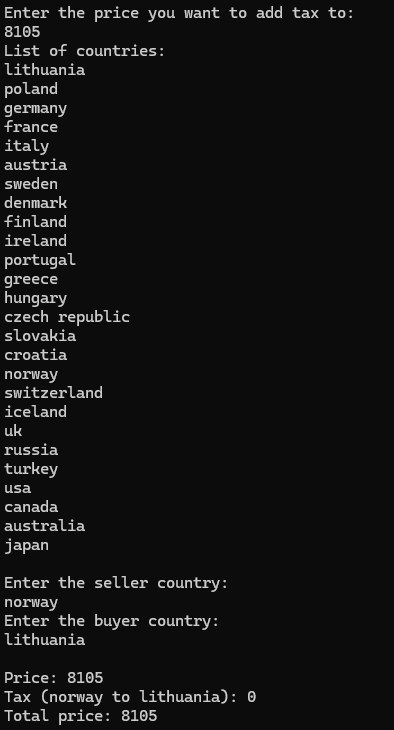 Enter the price you want to add tax to:
8105
List of countries:
lithuania
poland
germany
france
italy
austria
sweden
denmark
finland
ireland
portugal
greece
hungary
czech republic
slovakia
croatia
norway
switzerland
iceland
uk
russia
turkey
usa
canada
australia
japan
Enter the seller country:
norway
Enter the buyer country:
lithuania
Price: 8105
Tax (norway to lithuania): 0
Total price: 8105